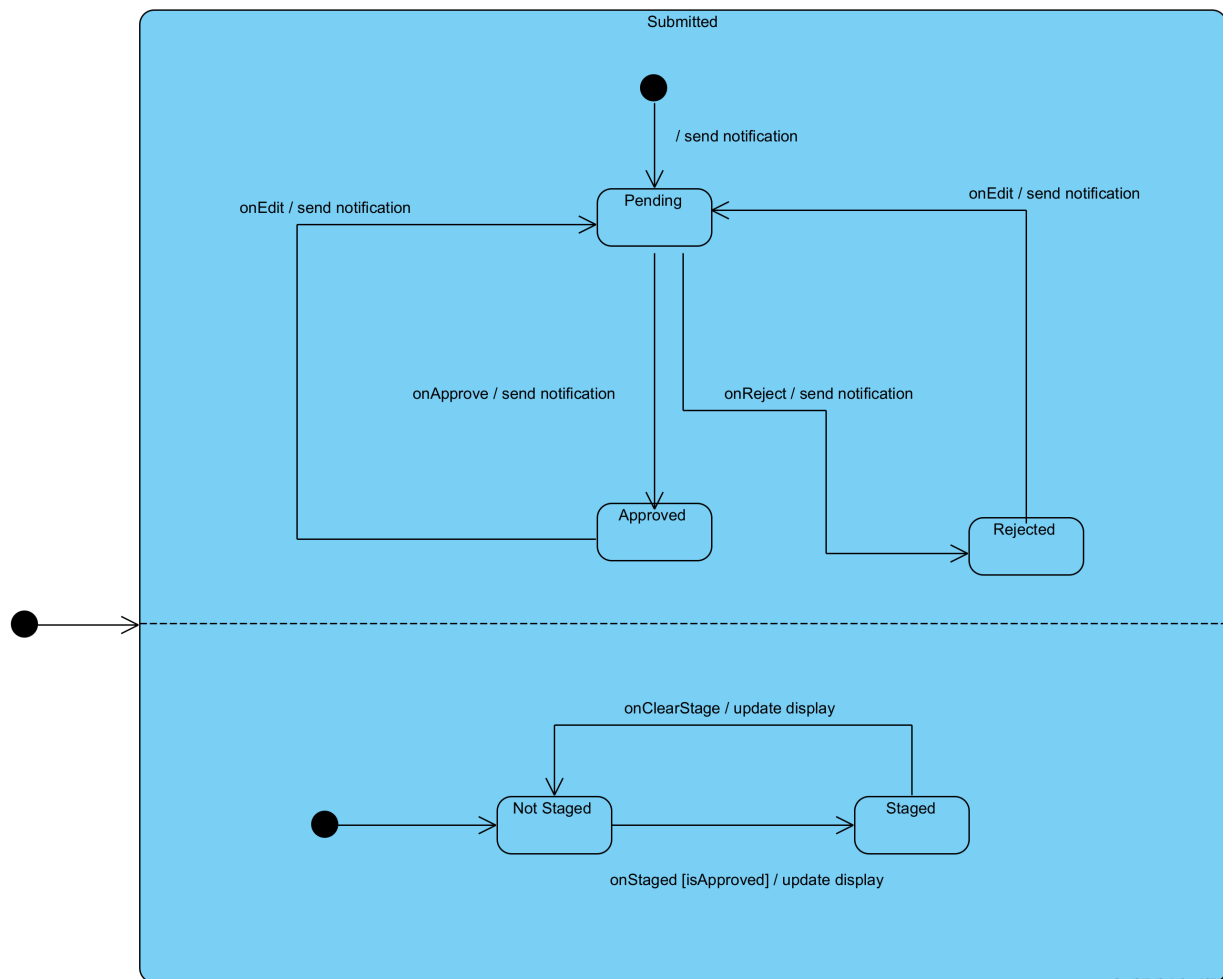 Submitted
/ send notification
Pending
onEdit / send notification
onEdit / send notification
onApprove / send notification
onReject / send notification
Approved
Rejected
onClearStage / update display
Not Staged
Staged
onStaged [isApproved] / update display